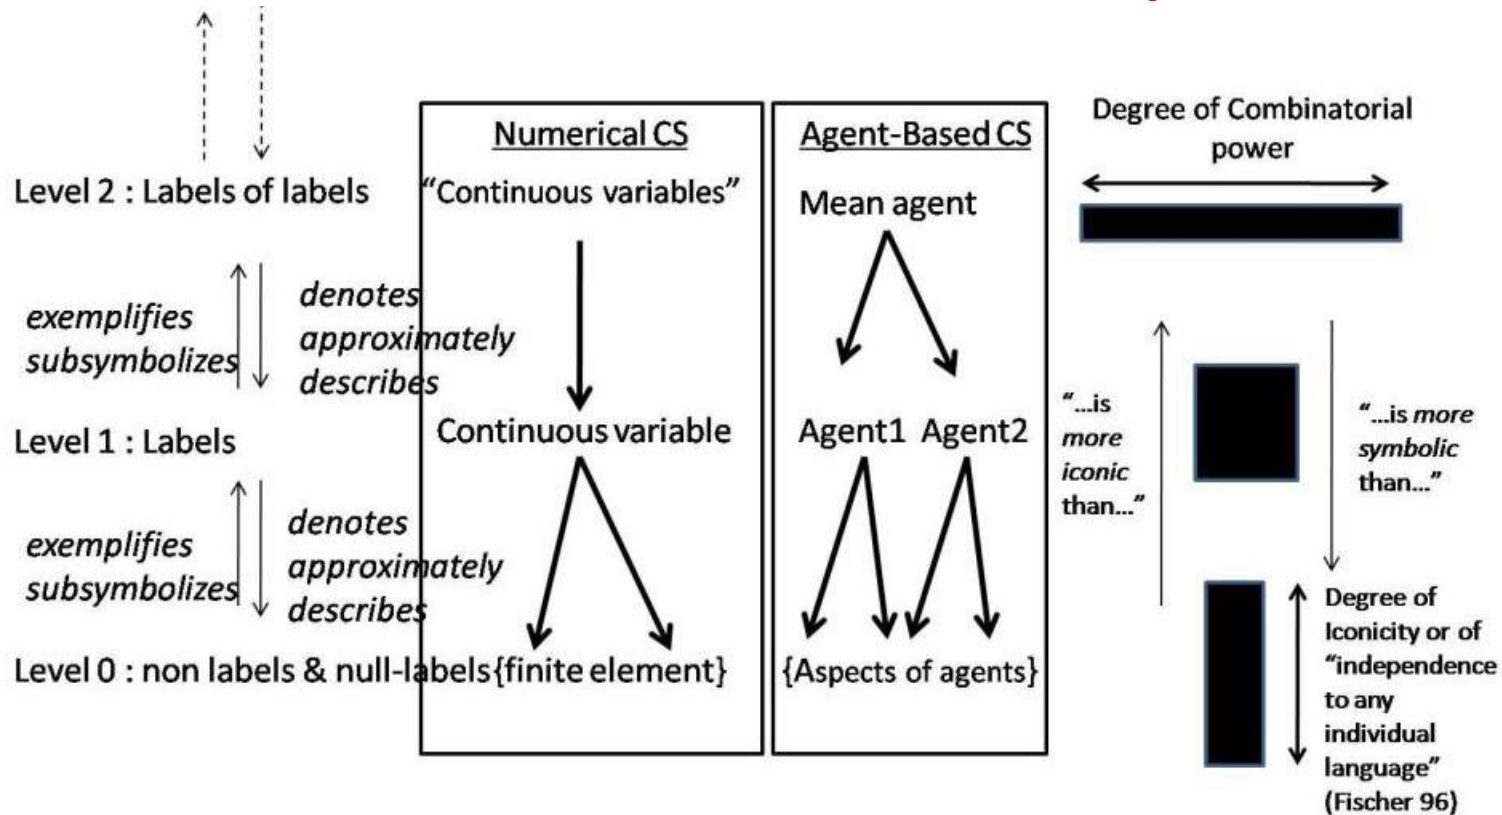 Numerical CS
Agent-Based CS
Degree of Combinatorial
power
Level 2 : Labels of labels
“Continuous variables”
Mean agent
exemplifies
subsymbolizes
denotes
approximately
describes
Level 1 : Labels
Continuous variable
Agent1 Agent2
“...is
more
iconic
than...”
“...is more
symbolic
than...”
exemplifies
subsymbolizes
denotes
approximately
describes
Level 0 : non labels & null-labels
{finite element}
{Aspects of agents}
Degree of
Iconicity or of
“independence
to any
individual
language”
(Fischer 96)